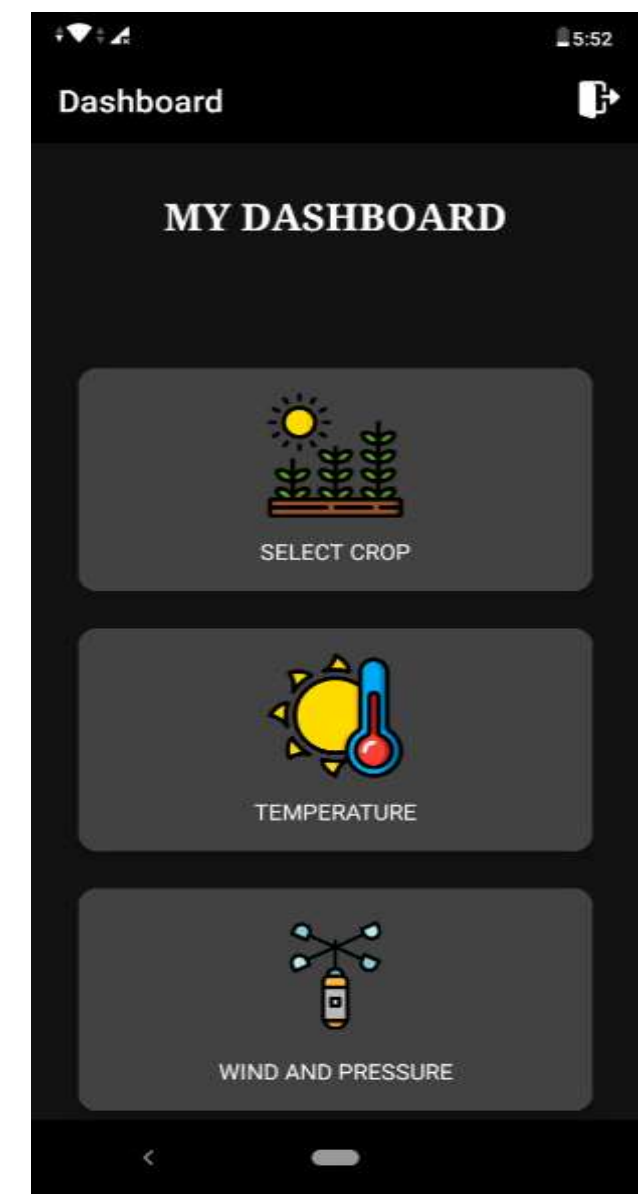 5:52
Dashboard
MY DASHBOARD
SELECT CROP
TEMPERATURE
WIND AND PRESSURE